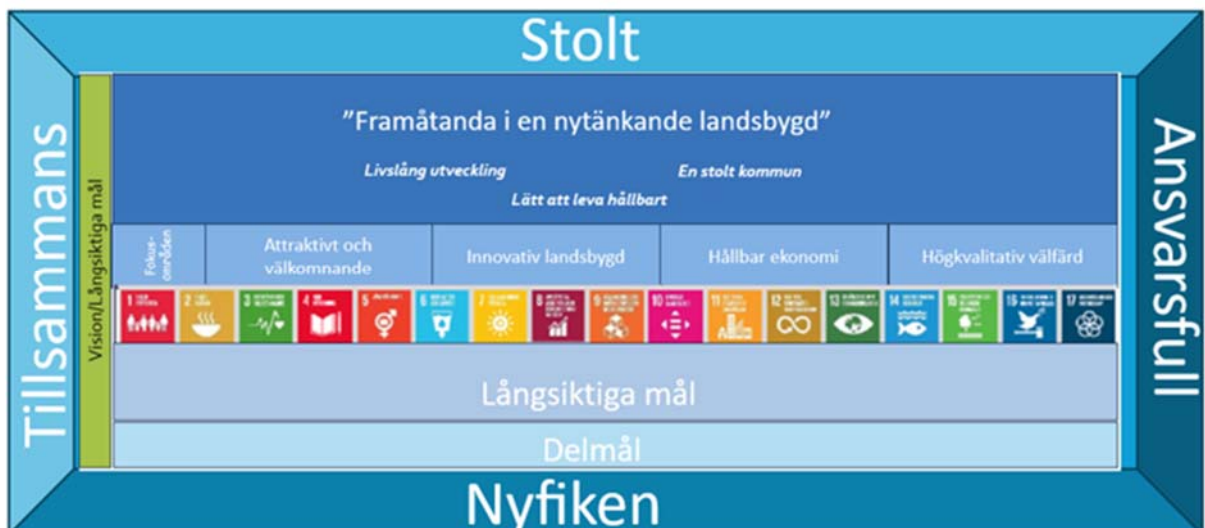 Stolt
Tillsammans
Vision/Långsiktiga mål
"Framåtanda i en nytänkande landsbygd"
Livslång utveckling
En stolt kommun
Lätt att leva hållbart
Fokus-
områden
Attraktivt och
välkomnande
Innovativ landsbygd
Hållbar ekonomi
Högkvalitativ välfärd
1
2
3
4
5
6
7
8
9
10
11
12
13
14
15
16
17
Långsiktiga mål
Delmål
Nyfiken
Ansvarsfull